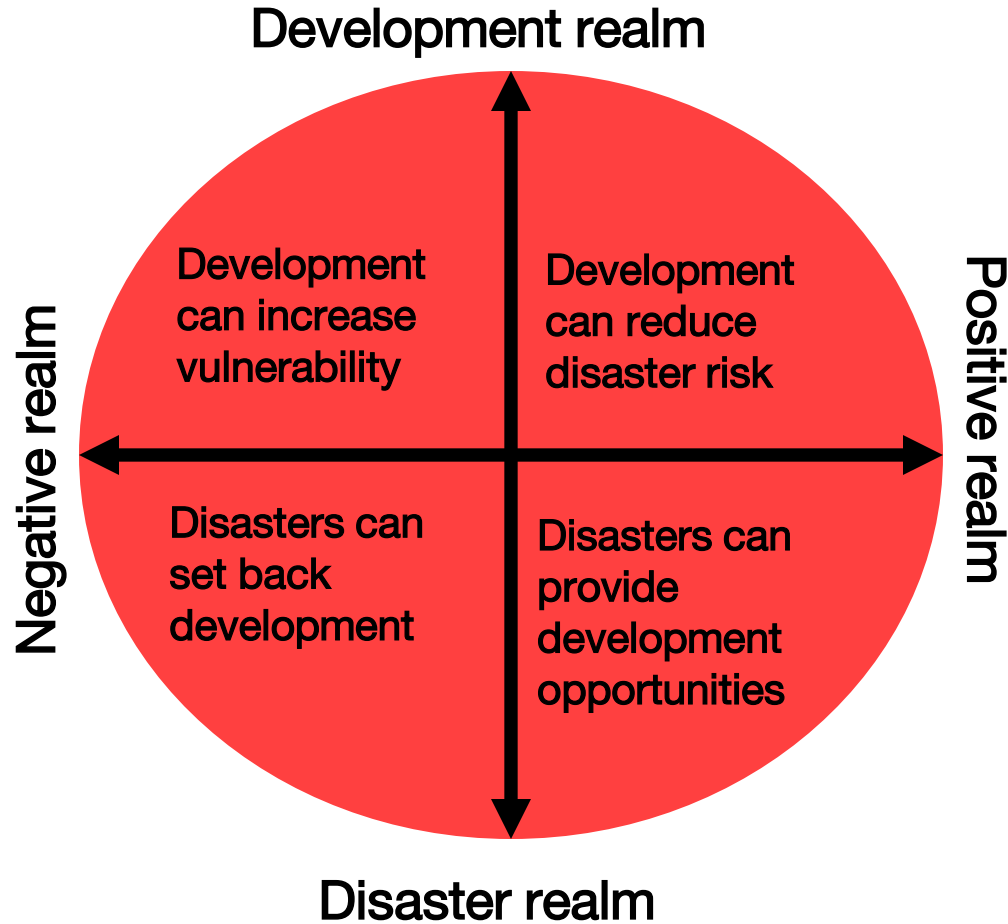 Development realm
Development
can increase
vulnerability
Development
can reduce
disaster risk
Negative realm
Positive realm
Disasters can
set back
development
Disasters can
provide
development
opportunities
Disaster realm